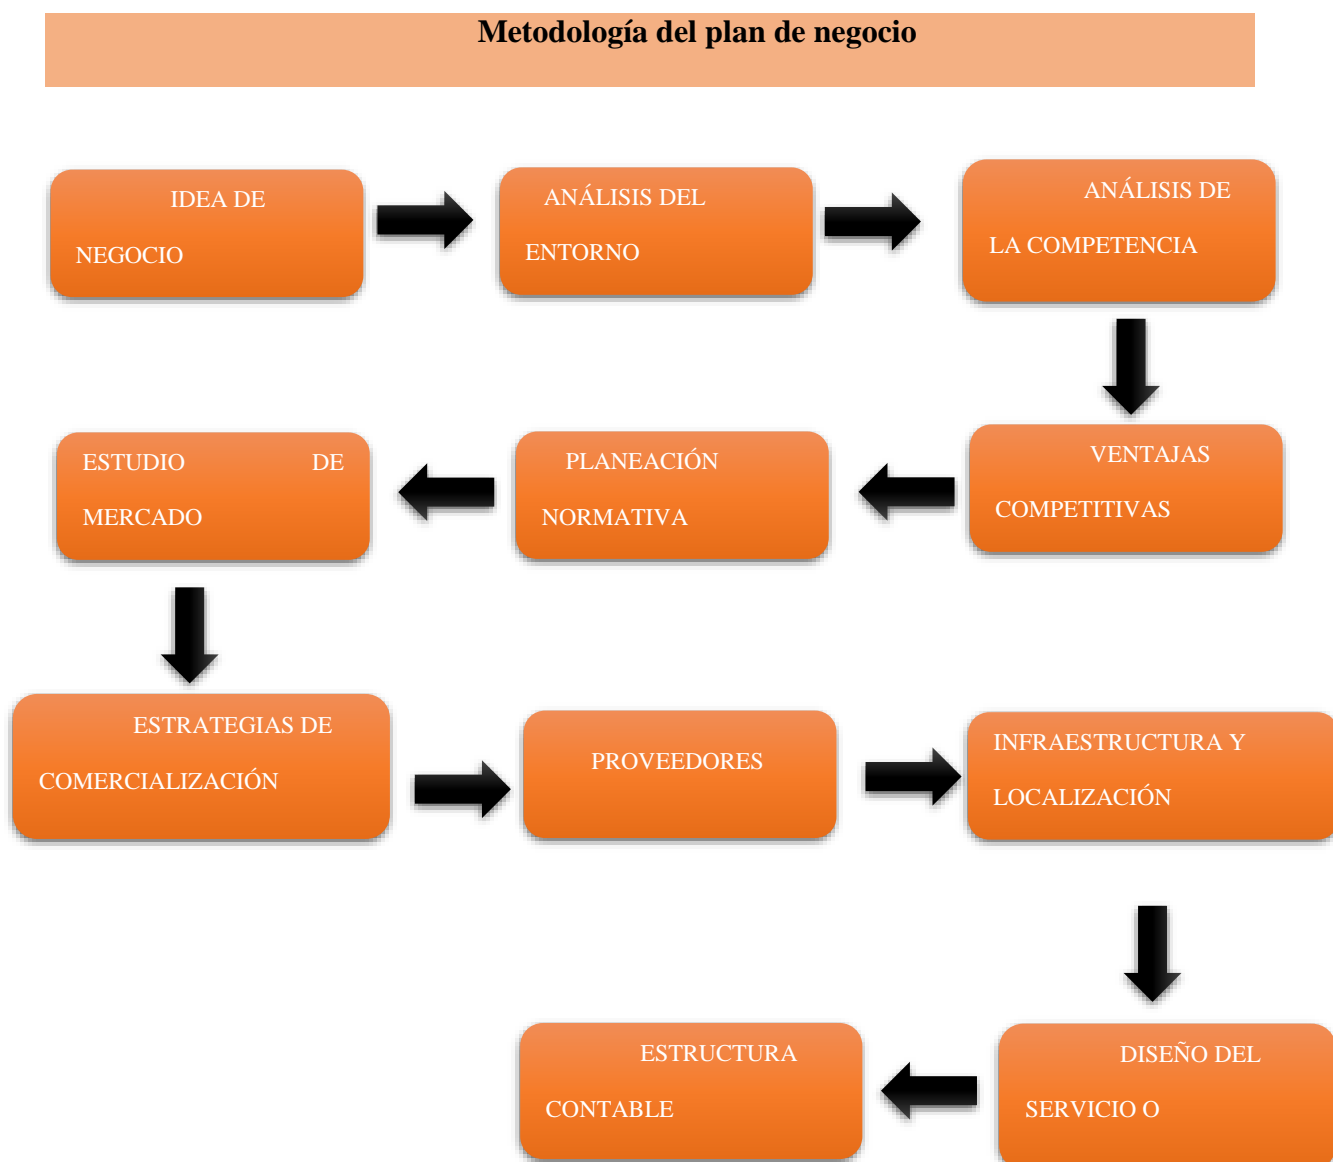 Metodología del plan de negocio
IDEA DE
NEGOCIO
ANÁLISIS DEL
ENTORNO
ANÁLISIS DE
LA COMPETENCIA
VENTAJAS
COMPETITIVAS
PLANEACIÓN
NORMATIVA
ESTUDIO DE
MERCADO
ESTRATEGIAS DE
COMERCIALIZACIÓN
PROVEEDORES
INFRAESTRUCTURA Y
LOCALIZACIÓN
DISEÑO DEL
SERVICIO O
ESTRUCTURA
CONTABLE